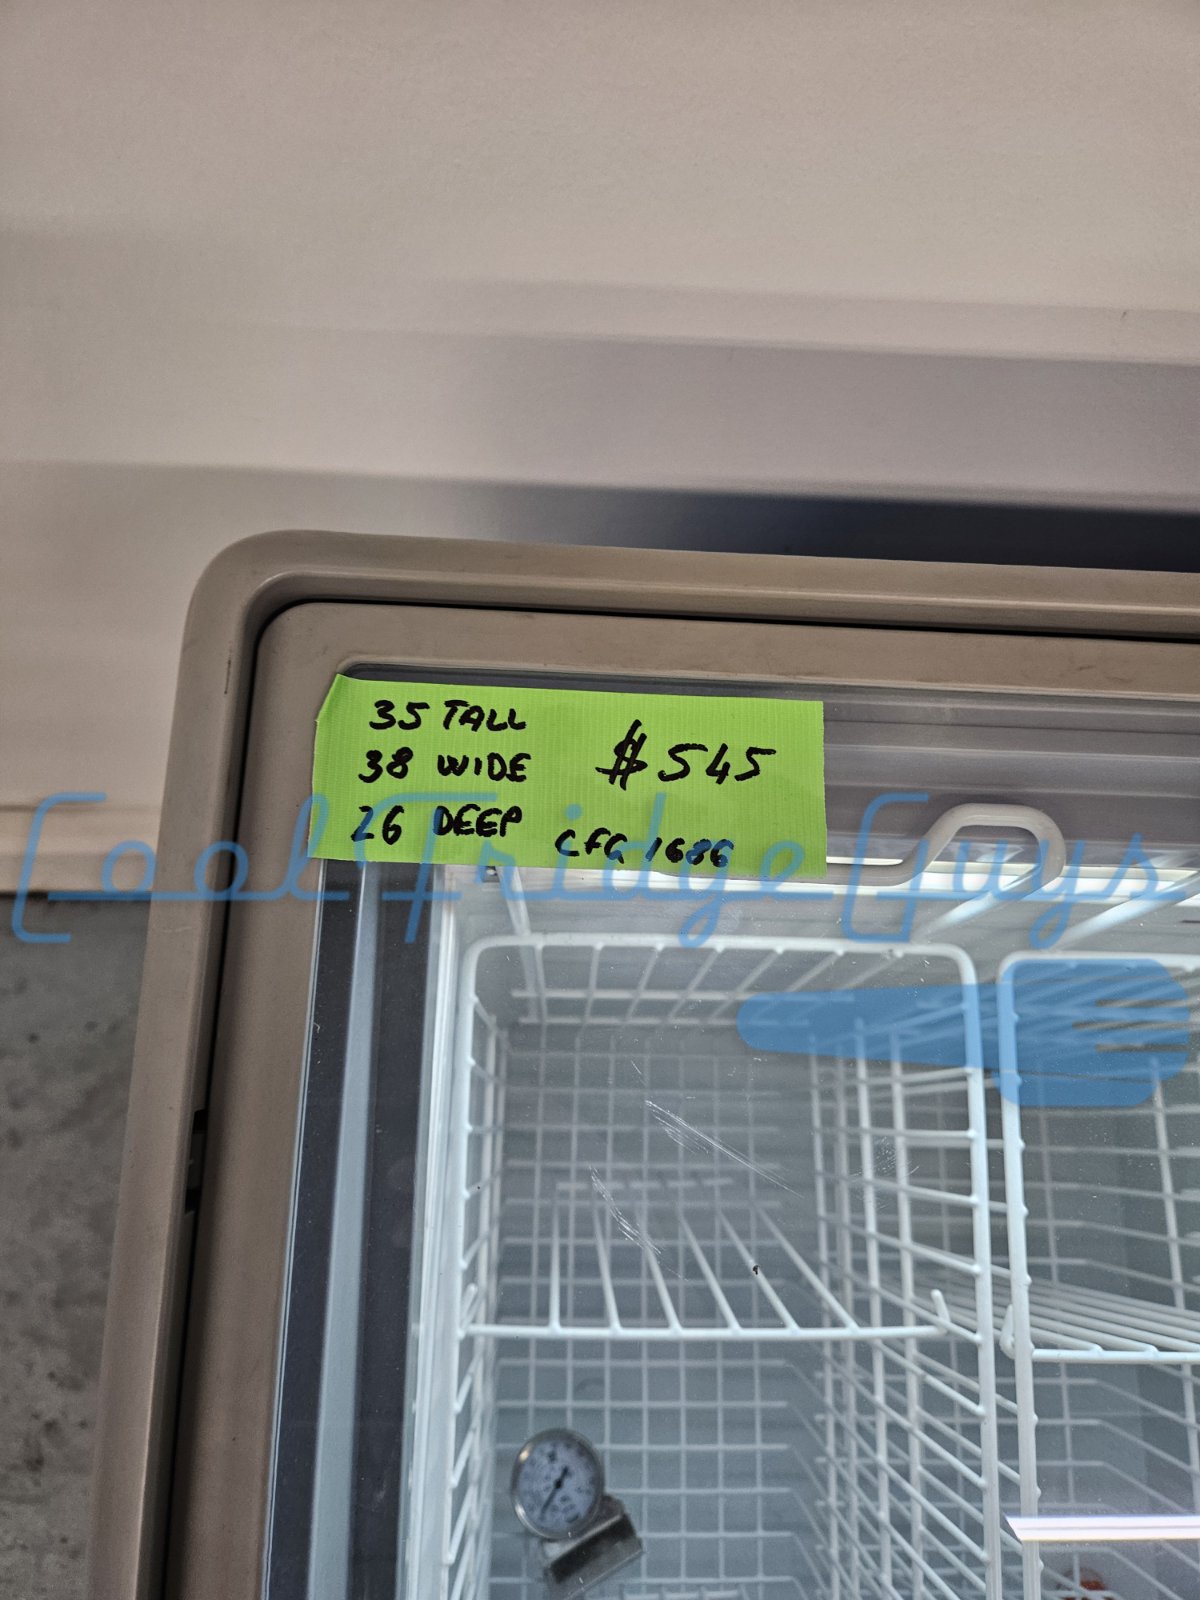 35 TALL
38 WIDE
26 DEEP
$545
CFG 1686
Cool Fridge Guys